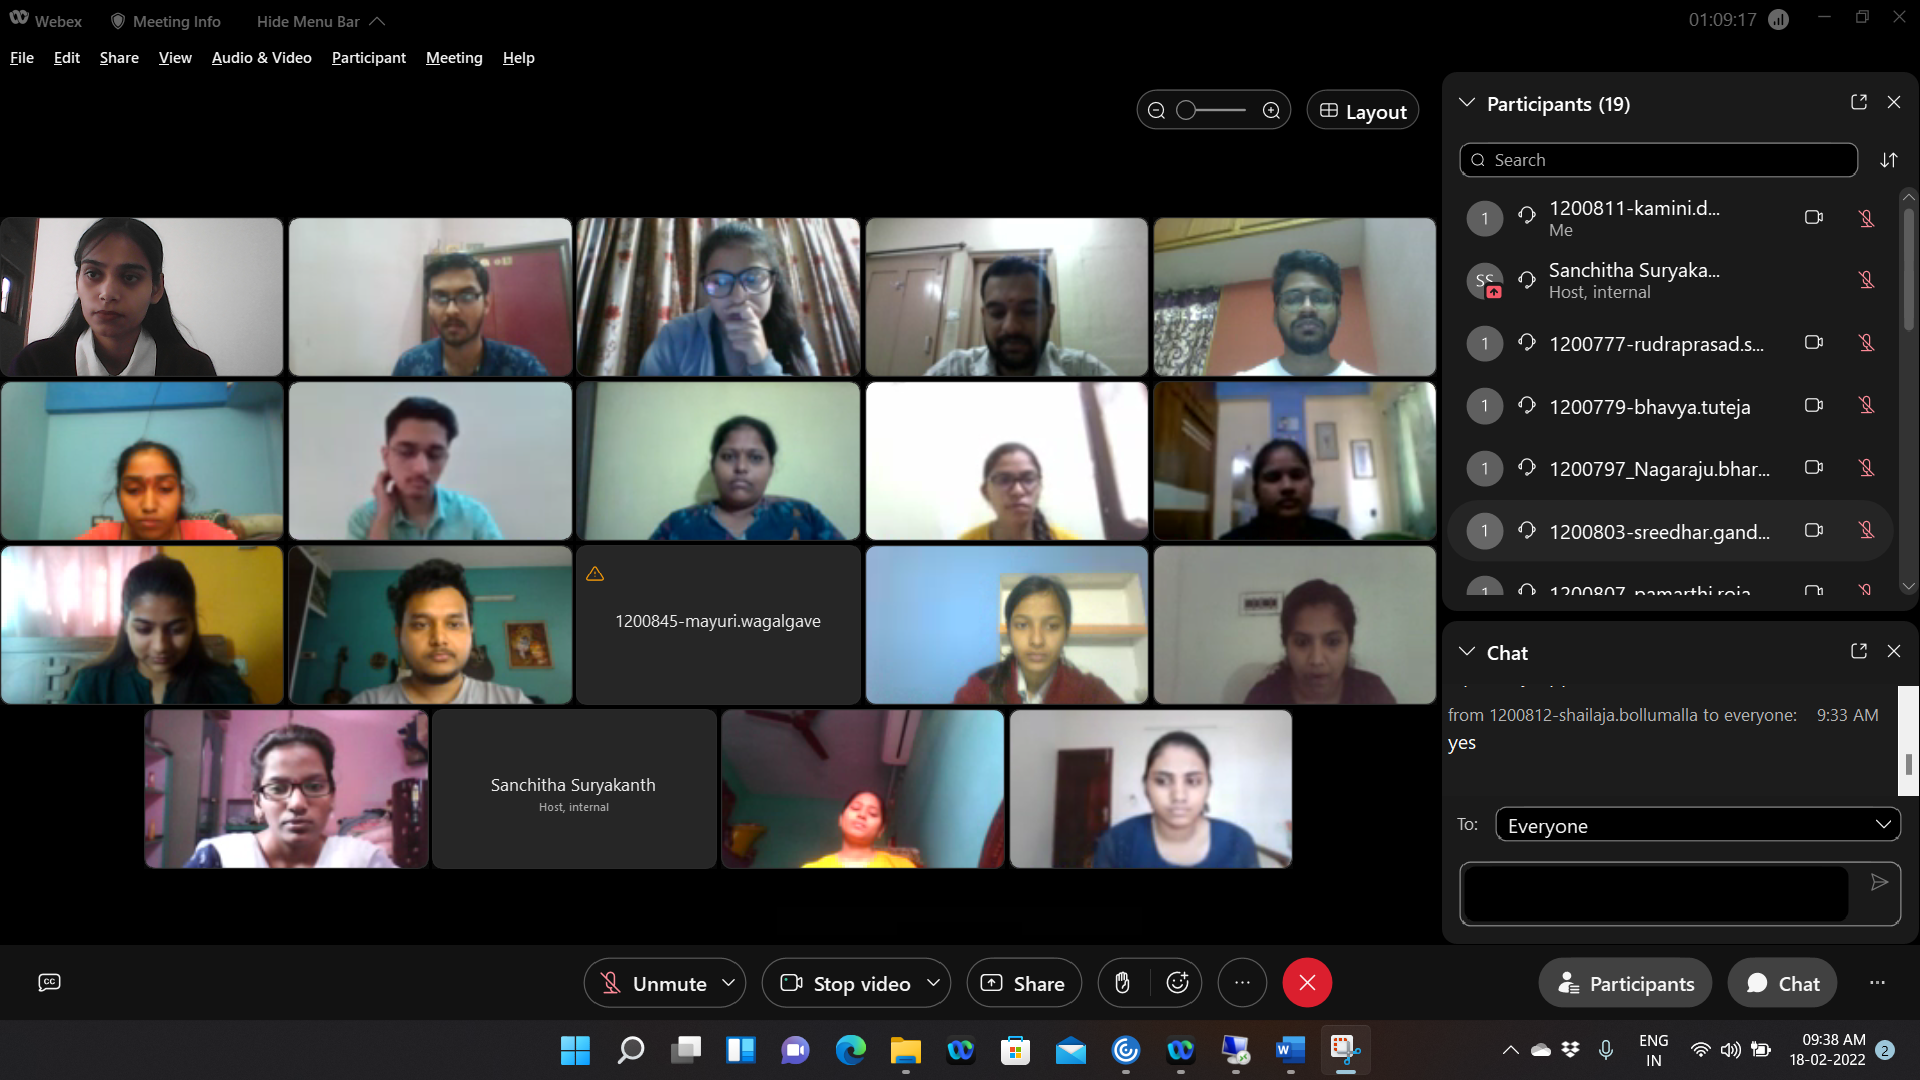 Webex
Meeting Info
Hide Menu Bar
01:09:17
File Edit Share View Audio & Video Participant Meeting Help
Layout
Participants (19)
Search
1 1200811-kamini.d...
Me
SS Sanchitha Suryaka...
Host, internal
1 1200777-rudraprasad.s...
1 1200779-bhavya.tuteja
1 1200797_Nagaraju.bhar...
1 1200803-sreedhar.gand...
1 1200807-pamarthi.roja
1200845-mayuri.wagalgave
Sanchitha Suryakanth
Host, internal
Chat
from 1200812-shailaja.bollumalla to everyone: 9:33 AM
yes
To: Everyone
CC
Unmute
Stop video
Share
Participants
Chat
ENG
IN
09:38 AM
18-02-2022
2